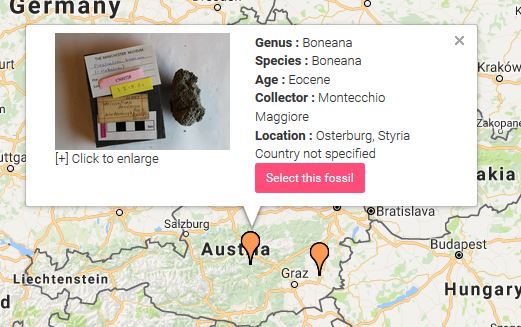 Germany
Genus : Boneana
Species : Boneana
Age : Eocene
Collector : Montecchio
Maggiore
Location : Osterburg, Styria
Country not specified
Select this fossil
×
[+] Click to enlarge
THE MANCHESTER MUSEUM
Kraków
Zakopane
akia
Salzburg
Bratislava
Austria
Budapest
Graz
Liechtenstein
Hungary
d